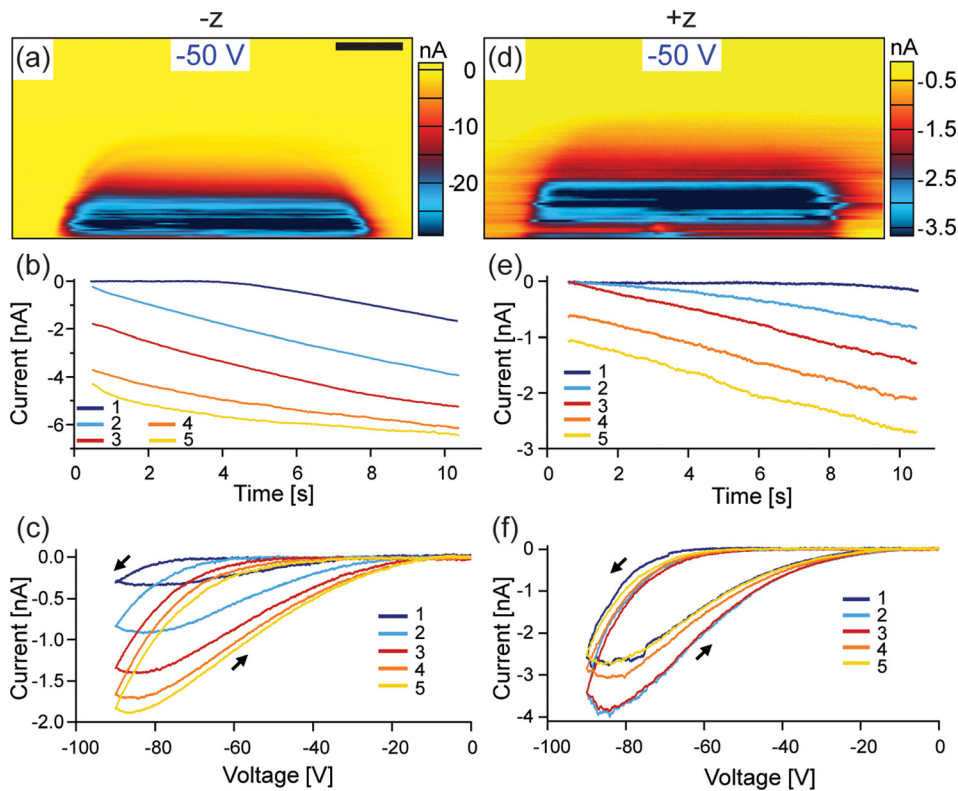 -z
+z
(a)
-50 V
nA
0
-10
-20
(d)
-50 V
nA
-0.5
-1.5
-2.5
-3.5
(b)
0
-2
-4
-6
Current [nA]
1
2
3
4
5
0 2 4 6 8 10
Time [s]
(e)
0
-1
-2
-3
Current [nA]
1
2
3
4
5
0 2 4 6 8 10
Time [s]
(c)
0.0
-0.5
-1.0
-1.5
-2.0
Current [nA]
1
2
3
4
5
-100 -80 -60 -40 -20 0
Voltage [V]
(f)
0
-1
-2
-3
-4
Current [nA]
1
2
3
4
5
-100 -80 -60 -40 -20 0
Voltage [V]